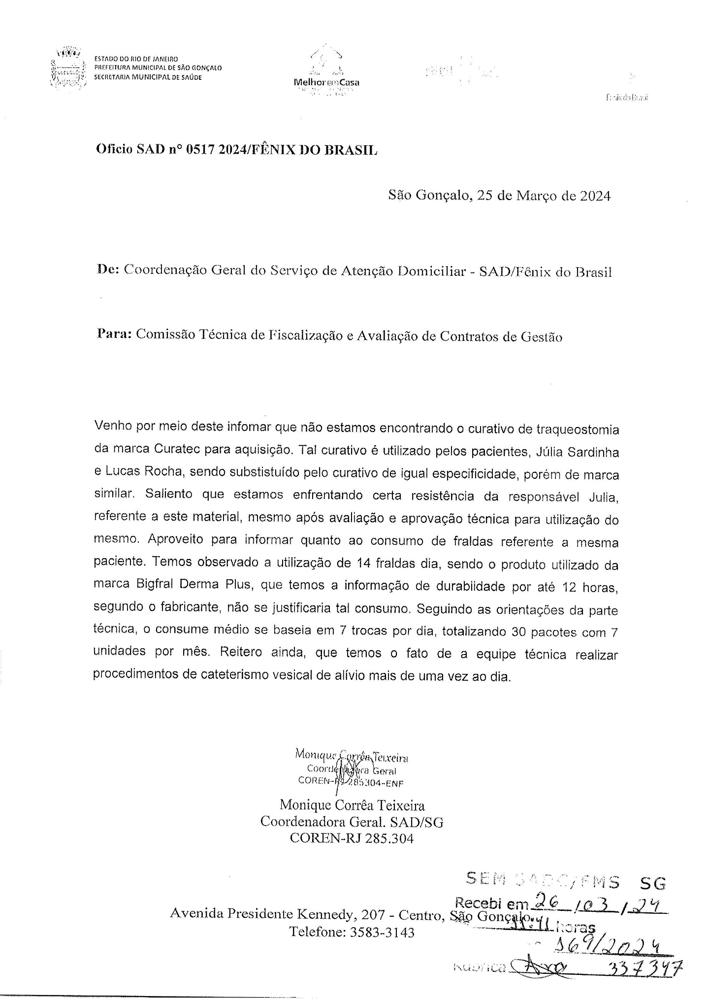 ESTADO DO RIO DE JANEIRO
PREFEITURA MUNICIPAL DE SÃO GONÇALO
SECRETARIA MUNICIPAL DE SAÚDE
MelhoremCasa
Fênix do Brasil
Oficio SAD n° 0517 2024/FÊNIX DO BRASIL
São Gonçalo, 25 de Março de 2024
De: Coordenação Geral do Serviço de Atenção Domiciliar - SAD/Fênix do Brasil
Para: Comissão Técnica de Fiscalização e Avaliação de Contratos de Gestão
Venho por meio deste infomar que não estamos encontrando o curativo de traqueostomia
da marca Curatec para aquisição. Tal curativo é utilizado pelos pacientes, Júlia Sardinha
e Lucas Rocha, sendo substistuído pelo curativo de igual especificidade, porém de marca
similar. Saliento que estamos enfrentando certa resistência da responsável Julia,
referente a este material, mesmo após avaliação e aprovação técnica para utilização do
mesmo. Aproveito para informar quanto ao consumo de fraldas referente a mesma
paciente. Temos observado a utilização de 14 fraldas dia, sendo o produto utilizado da
marca Bigfral Derma Plus, que temos a informação de durabiidade por até 12 horas,
segundo o fabricante, não se justificaria tal consumo. Seguindo as orientações da parte
técnica, o consume médio se baseia em 7 trocas por dia, totalizando 30 pacotes com 7
unidades por mês. Reitero ainda, que temos o fato de a equipe técnica realizar
procedimentos de cateterismo vesical de alívio mais de uma vez ao dia.
Monique Corrêa Teixeira
Coordenadora Geral
COREN-RJ 285304-ENF
Monique Corrêa Teixeira
Coordenadora Geral. SAD/SG
COREN-RJ 285.304
SEM SADC/FMS SG
Recebi em 26/03/24
Avenida Presidente Kennedy, 207 - Centro, São Gonçalo.
horas
Telefone: 3583-3143
169/2024
Rubrica 337347